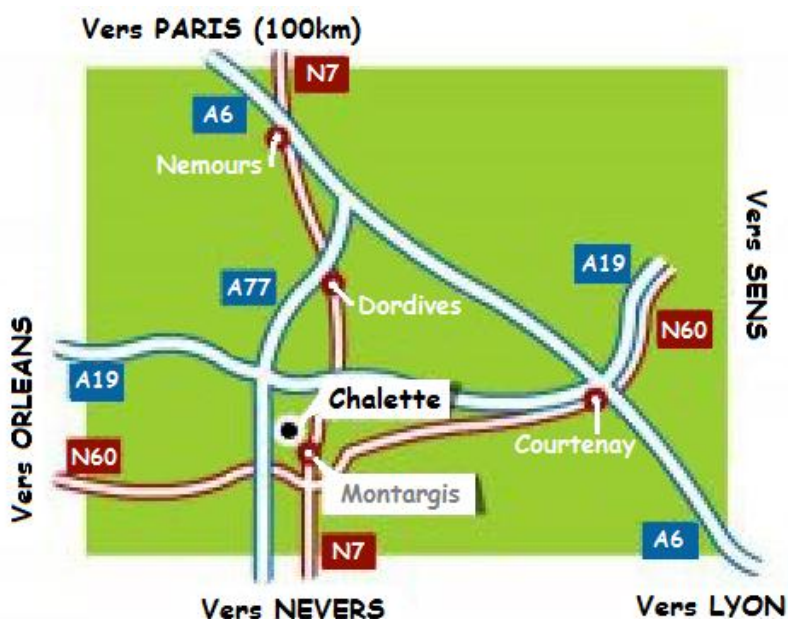 Vers PARIS (100km)
N7
A6
Nemours
Vers SENS
A19
A77
Dordives
N60
Vers ORLEANS
A19
Chalette
Courtenay
N60
Montargis
A6
N7
Vers NEVERS
Vers LYON